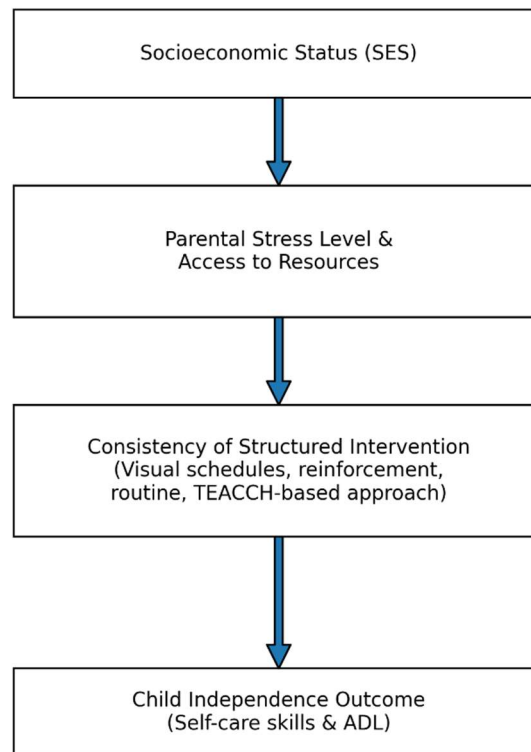 Socioeconomic Status (SES)
Parental Stress Level &
Access to Resources
Consistency of Structured Intervention
(Visual schedules, reinforcement,
routine, TEACCH-based approach)
Child Independence Outcome
(Self-care skills & ADL)